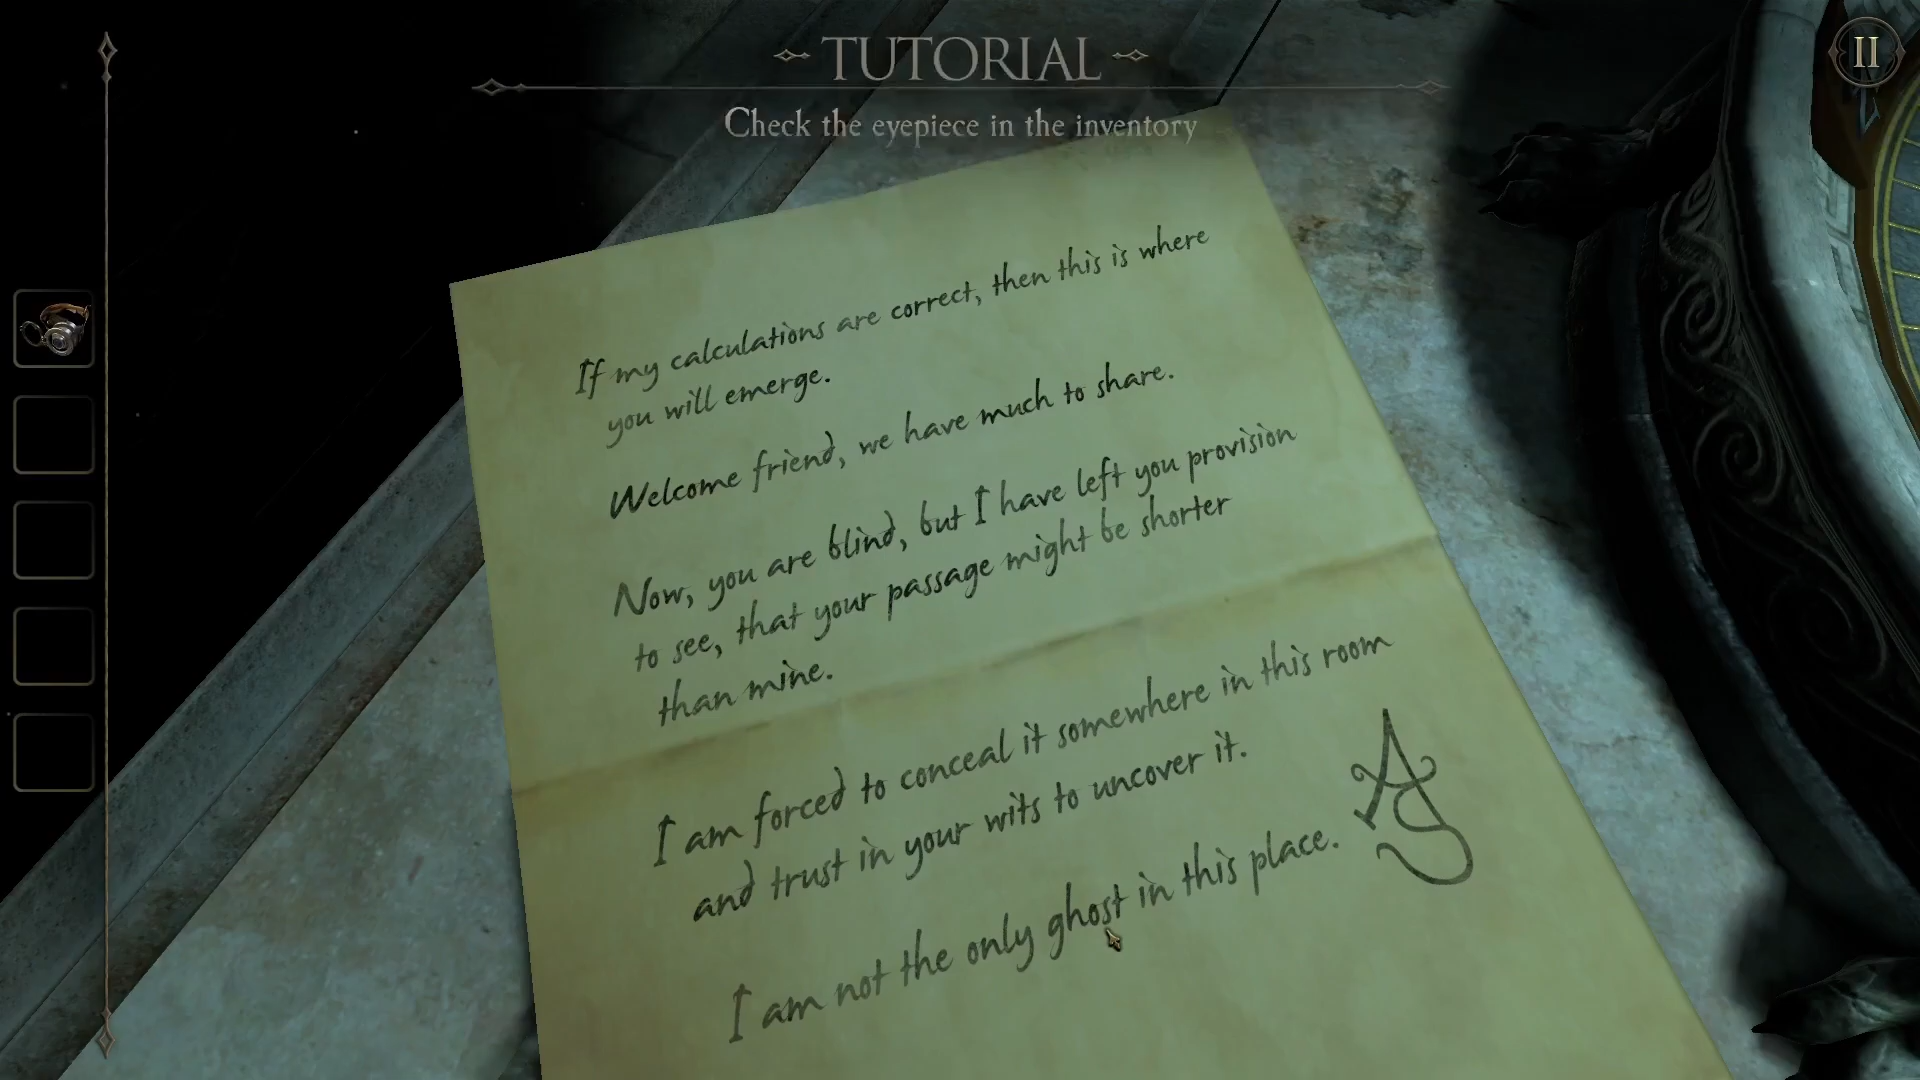 TUTORIAL
Check the eyepiece in the inventory
II
If my calculations are correct, then this is where
you will emerge.
Welcome friend, we have much to share.
Now, you are blind, but I have left you provision
to see, that your passage might be shorter
than mine.
I am forced to conceal it somewhere in this room
and trust in your wits to uncover it.
I am not the only ghost in this place.
AS